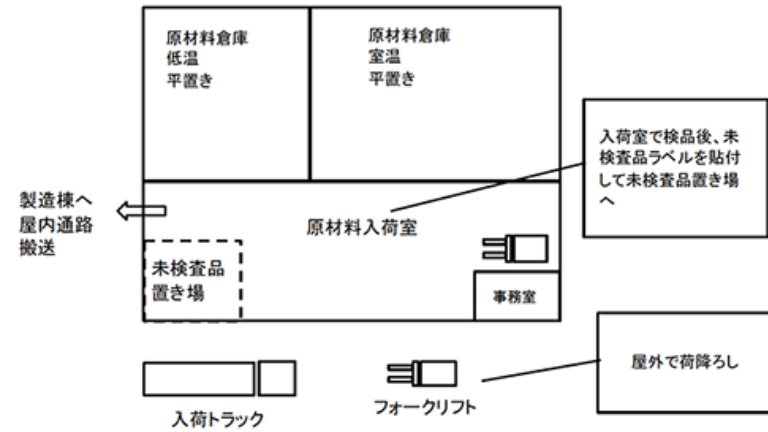 原材料倉庫
低温
平置き
原材料倉庫
室温
平置き
入荷室で検品後、未
検査品ラベルを貼付
して未検査品置き場
へ
製造棟へ
屋内通路
搬送
原材料入荷室
未検査品
置き場
事務室
屋外で荷降ろし
入荷トラック
フォークリフト